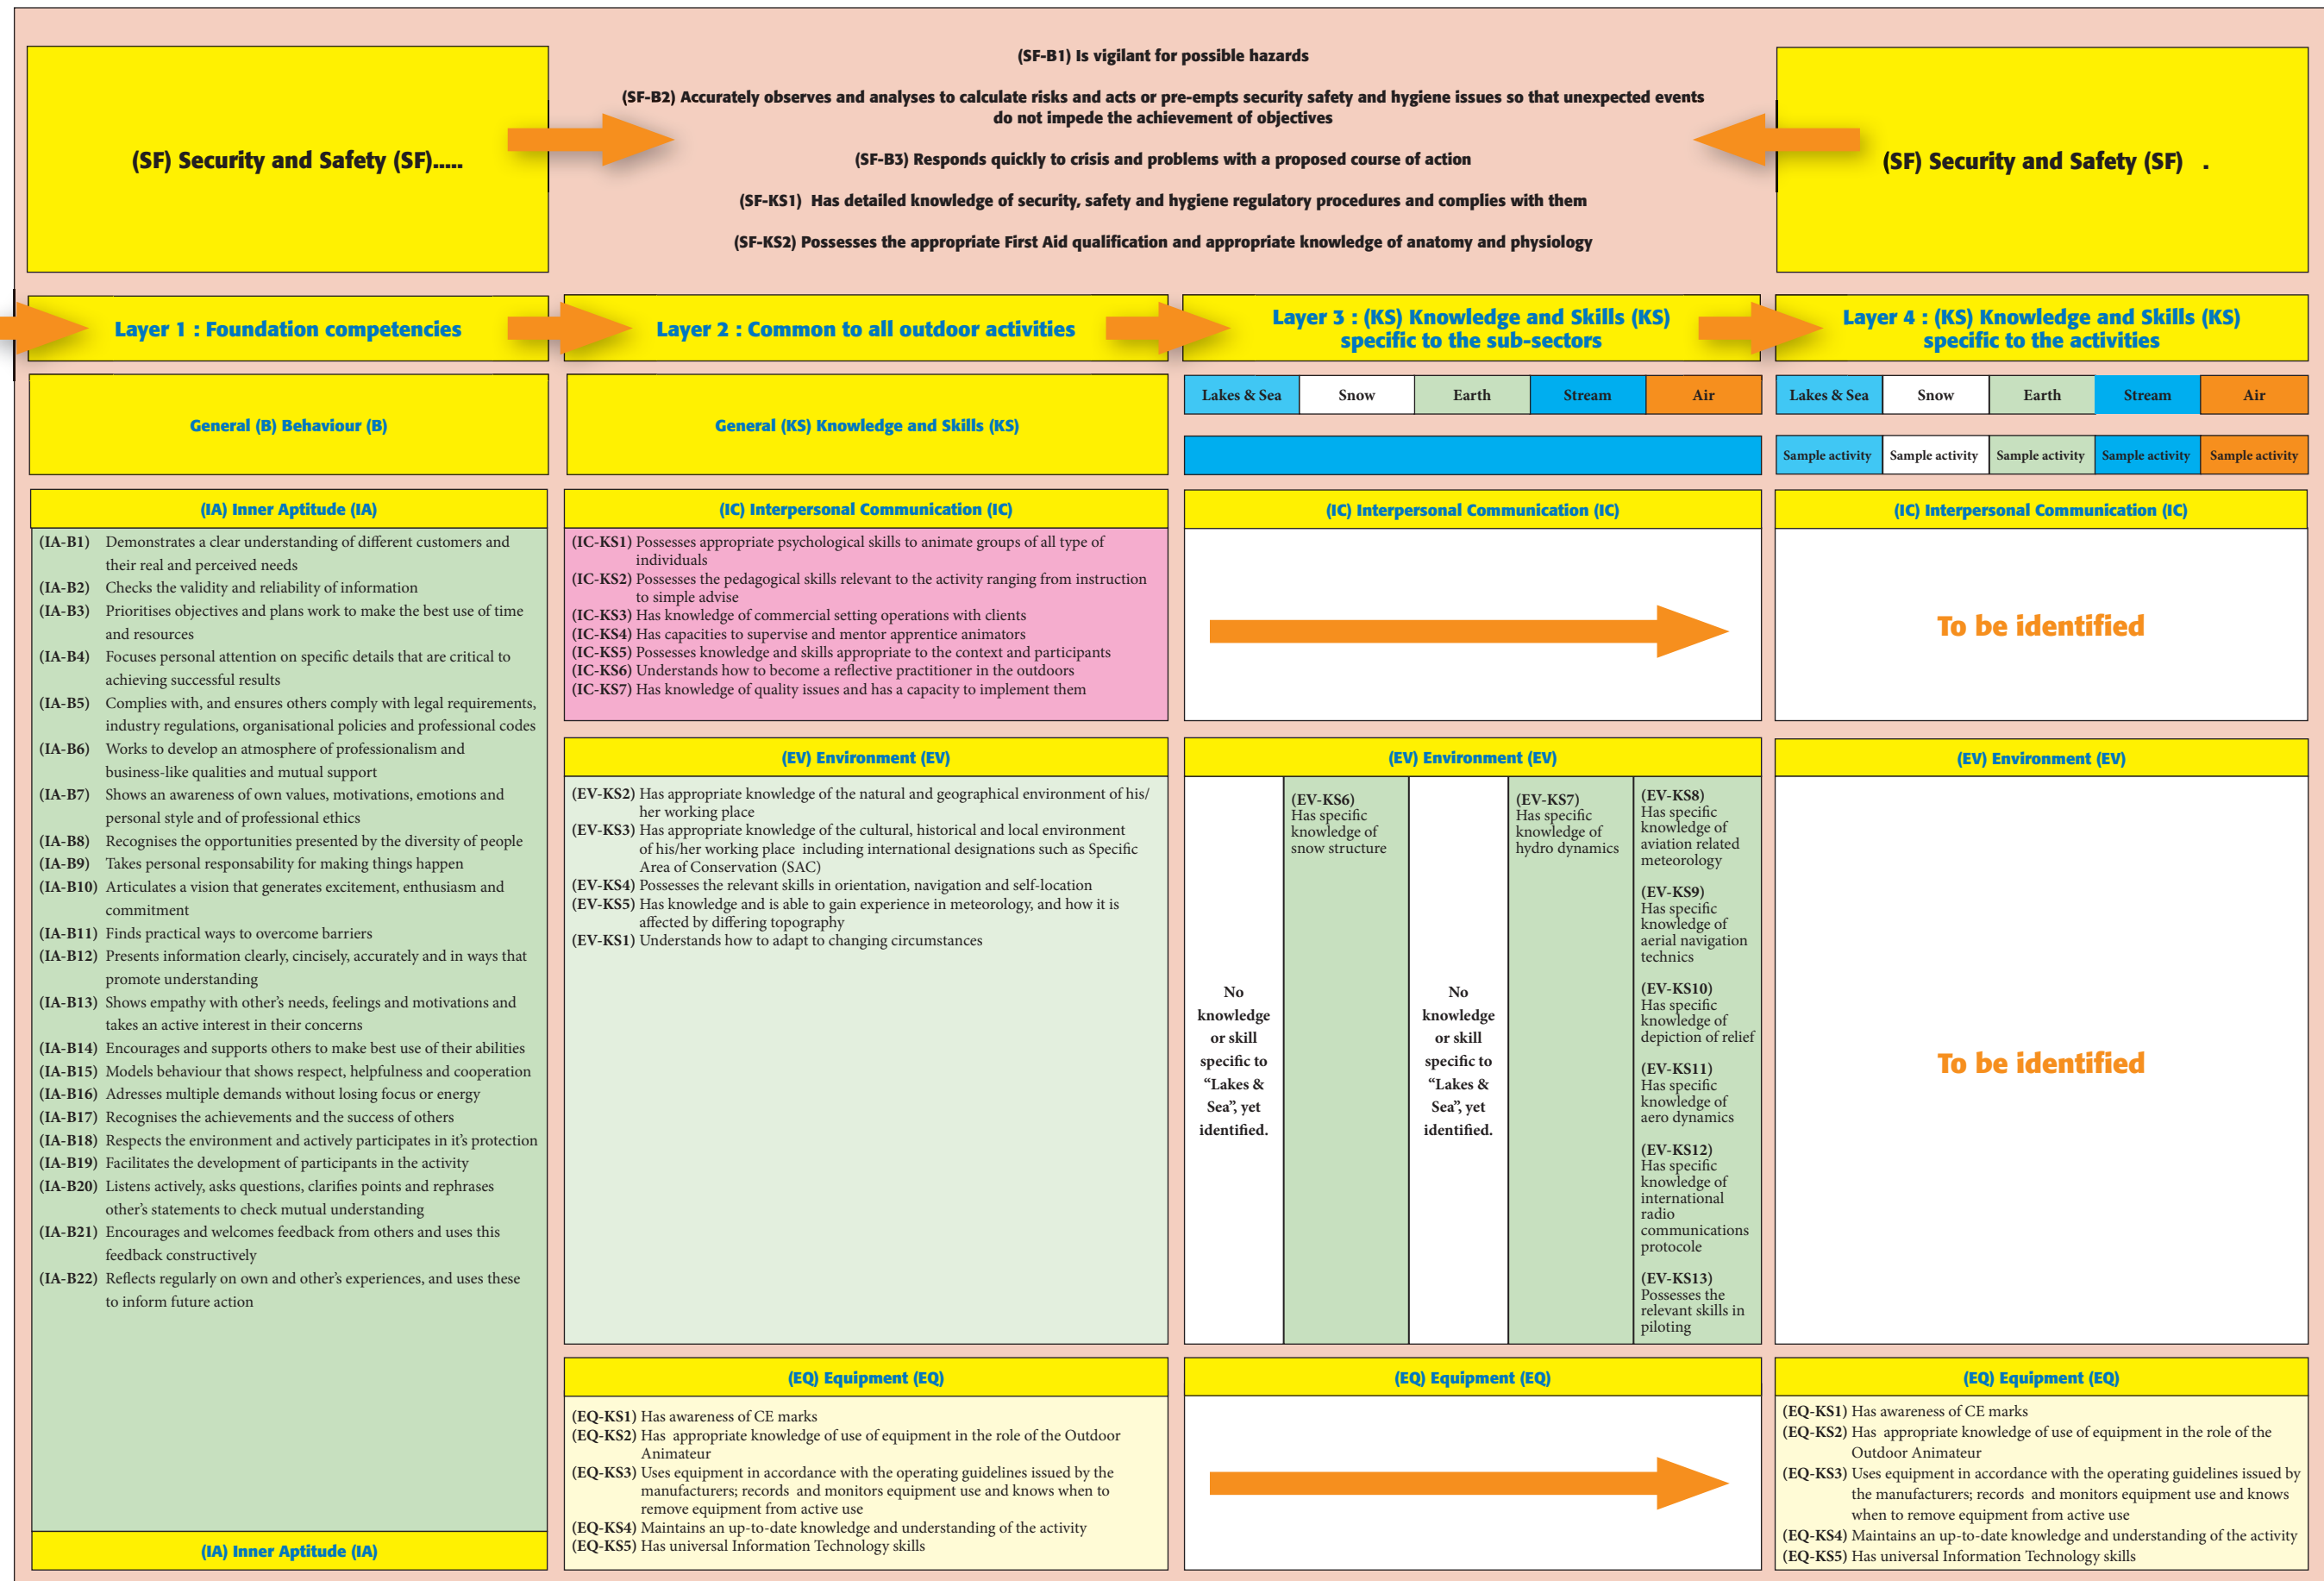 (SF) Security and Safety (SF).....
(SF-B1) Is vigilant for possible hazards
(SF-B2) Accurately observes and analyses to calculate risks and acts or pre-empts security safety and hygiene issues so that unexpected events
do not impede the achievement of objectives
(SF-B3) Responds quickly to crisis and problems with a proposed course of action
(SF-KS1) Has detailed knowledge of security, safety and hygiene regulatory procedures and complies with them
(SF-KS2) Possesses the appropriate First Aid qualification and appropriate knowledge of anatomy and physiology
(SF) Security and Safety (SF) .
Layer 1 : Foundation competencies
Layer 2 : Common to all outdoor activities
Layer 3 : (KS) Knowledge and Skills (KS)
specific to the sub-sectors
Layer 4 : (KS) Knowledge and Skills (KS)
specific to the activities
General (B) Behaviour (B)
General (KS) Knowledge and Skills (KS)
Lakes & Sea
Snow
Earth
Stream
Air
Lakes & Sea
Snow
Earth
Stream
Air
Sample activity
Sample activity
Sample activity
Sample activity
Sample activity
(IA) Inner Aptitude (IA)
(IA-B1) Demonstrates a clear understanding of different customers and
their real and perceived needs
(IA-B2) Checks the validity and reliability of information
(IA-B3) Prioritises objectives and plans work to make the best use of time
and resources
(IA-B4) Focuses personal attention on specific details that are critical to
achieving successful results
(IA-B5) Complies with, and ensures others comply with legal requirements,
industry regulations, organisational policies and professional codes
(IA-B6) Works to develop an atmosphere of professionalism and
business-like qualities and mutual support
(IA-B7) Shows an awareness of own values, motivations, emotions and
personal style and of professional ethics
(IA-B8) Recognises the opportunities presented by the diversity of people
(IA-B9) Takes personal responsability for making things happen
(IA-B10) Articulates a vision that generates excitement, enthusiasm and
commitment
(IA-B11) Finds practical ways to overcome barriers
(IA-B12) Presents information clearly, cincisely, accurately and in ways that
promote understanding
(IA-B13) Shows empathy with other's needs, feelings and motivations and
takes an active interest in their concerns
(IA-B14) Encourages and supports others to make best use of their abilities
(IA-B15) Models behaviour that shows respect, helpfulness and cooperation
(IA-B16) Adresses multiple demands without losing focus or energy
(IA-B17) Recognises the achievements and the success of others
(IA-B18) Respects the environment and actively participates in it's protection
(IA-B19) Facilitates the development of participants in the activity
(IA-B20) Listens actively, asks questions, clarifies points and rephrases
other's statements to check mutual understanding
(IA-B21) Encourages and welcomes feedback from others and uses this
feedback constructively
(IA-B22) Reflects regularly on own and other's experiences, and uses these
to inform future action
(IA) Inner Aptitude (IA)
(IC) Interpersonal Communication (IC)
(IC-KS1) Possesses appropriate psychological skills to animate groups of all type of
individuals
(IC-KS2) Possesses the pedagogical skills relevant to the activity ranging from instruction
to simple advise
(IC-KS3) Has knowledge of commercial setting operations with clients
(IC-KS4) Has capacities to supervise and mentor apprentice animators
(IC-KS5) Possesses knowledge and skills appropriate to the context and participants
(IC-KS6) Understands how to become a reflective practitioner in the outdoors
(IC-KS7) Has knowledge of quality issues and has a capacity to implement them
(IC) Interpersonal Communication (IC)
(IC) Interpersonal Communication (IC)
To be identified
(EV) Environment (EV)
(EV-KS2) Has appropriate knowledge of the natural and geographical environment of his/
her working place
(EV-KS3) Has appropriate knowledge of the cultural, historical and local environment
of his/her working place including international designations such as Specific
Area of Conservation (SAC)
(EV-KS4) Possesses the relevant skills in orientation, navigation and self-location
(EV-KS5) Has knowledge and is able to gain experience in meteorology, and how it is
affected by differing topography
(EV-KS1) Understands how to adapt to changing circumstances
(EV) Environment (EV)
No
knowledge
or skill
specific to
“Lakes &
Sea”, yet
identified.
(EV-KS6)
Has specific
knowledge of
snow structure
No
knowledge
or skill
specific to
“Lakes &
Sea”, yet
identified.
(EV-KS7)
Has specific
knowledge of
hydro dynamics
(EV-KS8)
Has specific
knowledge of
aviation related
meteorology
(EV-KS9)
Has specific
knowledge of
aerial navigation
technics
(EV-KS10)
Has specific
knowledge of
depiction of relief
(EV-KS11)
Has specific
knowledge of
aero dynamics
(EV-KS12)
Has specific
knowledge of
international
radio
communications
protocole
(EV-KS13)
Possesses the
relevant skills in
piloting
(EV) Environment (EV)
To be identified
(EQ) Equipment (EQ)
(EQ-KS1) Has awareness of CE marks
(EQ-KS2) Has appropriate knowledge of use of equipment in the role of the Outdoor
Animateur
(EQ-KS3) Uses equipment in accordance with the operating guidelines issued by the
manufacturers; records and monitors equipment use and knows when to
remove equipment from active use
(EQ-KS4) Maintains an up-to-date knowledge and understanding of the activity
(EQ-KS5) Has universal Information Technology skills
(EQ) Equipment (EQ)
(EQ) Equipment (EQ)
(EQ-KS1) Has awareness of CE marks
(EQ-KS2) Has appropriate knowledge of use of equipment in the role of the
Outdoor Animateur
(EQ-KS3) Uses equipment in accordance with the operating guidelines issued by
the manufacturers; records and monitors equipment use and knows
when to remove equipment from active use
(EQ-KS4) Maintains an up-to-date knowledge and understanding of the activity
(EQ-KS5) Has universal Information Technology skills